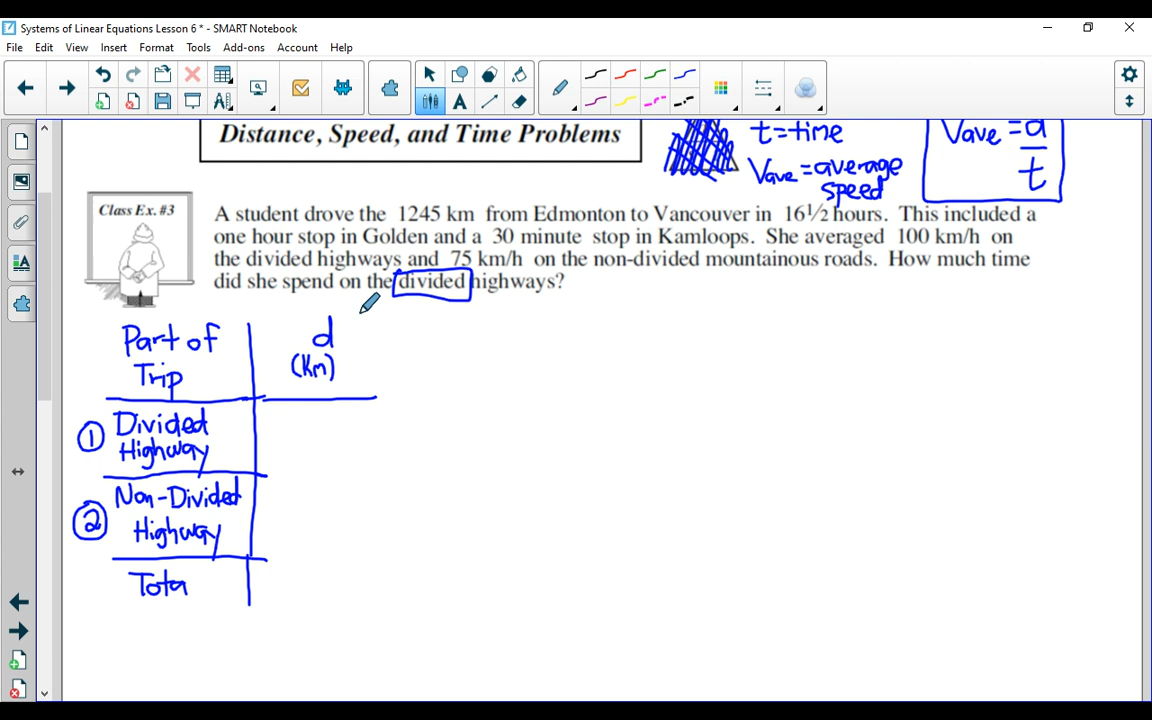 Systems of Linear Equations Lesson 6 * - SMART Notebook
File Edit View Insert Format Tools Add-ons Account Help
Distance, Speed, and Time Problems
t=time
Vave =average
speed
Vave =d
t
Class Ex. #3
A student drove the 1245 km from Edmonton to Vancouver in 16½ hours. This included a
one hour stop in Golden and a 30 minute stop in Kamloops. She averaged 100 km/h on
the divided highways and 75 km/h on the non-divided mountainous roads. How much time
did she spend on the divided highways?
Part of
Trip
d
(Km)
① Divided
Highway
② Non-Divided
Highway
Tota